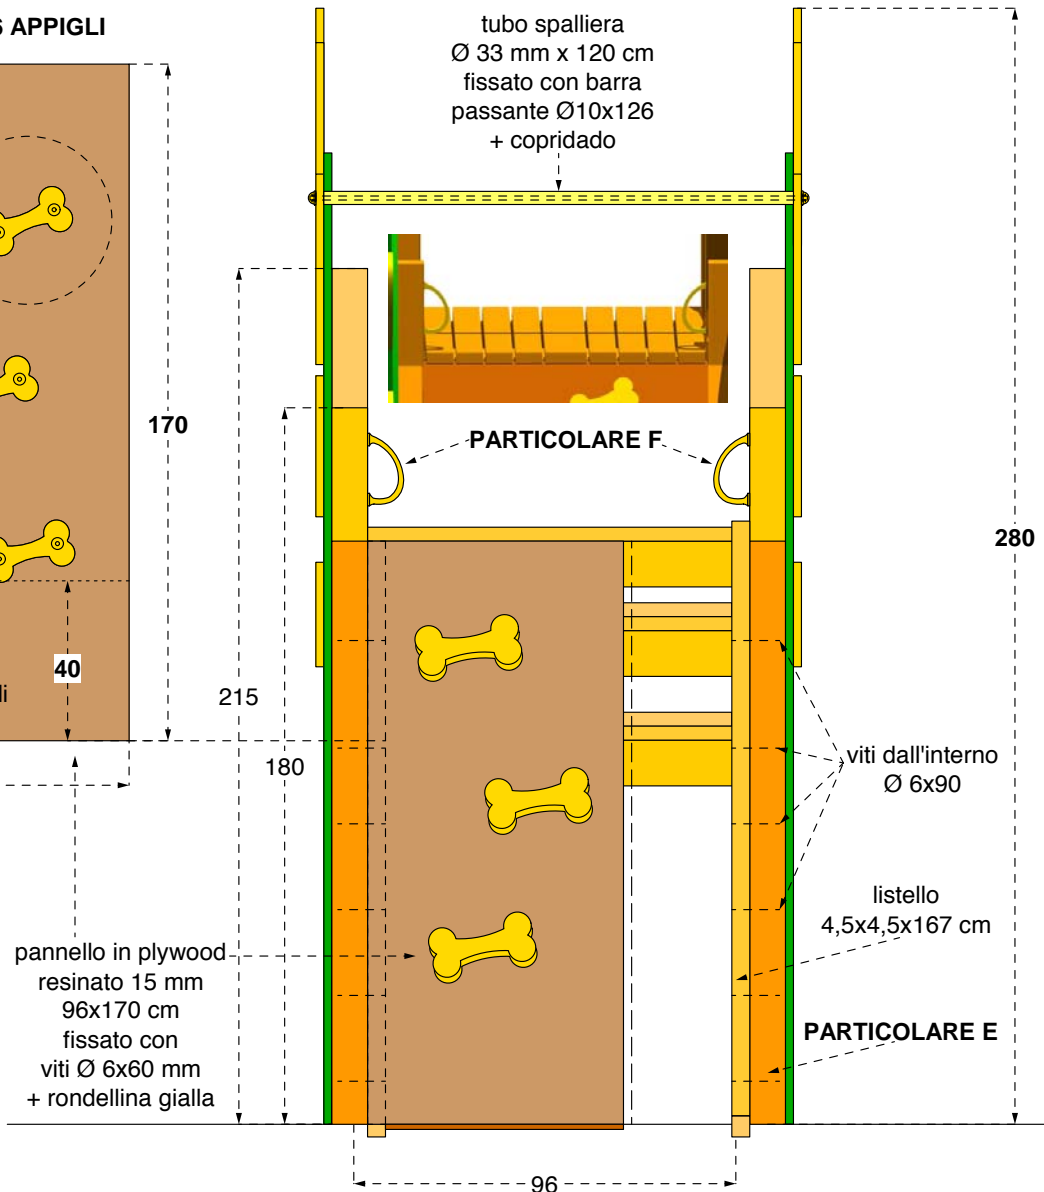 6 APPIGLI
tubo spalliera
Ø 33 mm x 120 cm
fissato con barra
passante Ø10x126
+ copridado
170
PARTICOLARE F
280
40
215
180
viti dall'interno
Ø 6x90
listello
4,5x4,5x167 cm
pannello in plywood
resinato 15 mm
96x170 cm
fissato con
viti Ø 6x60 mm
+ rondellina gialla
PARTICOLARE E
96